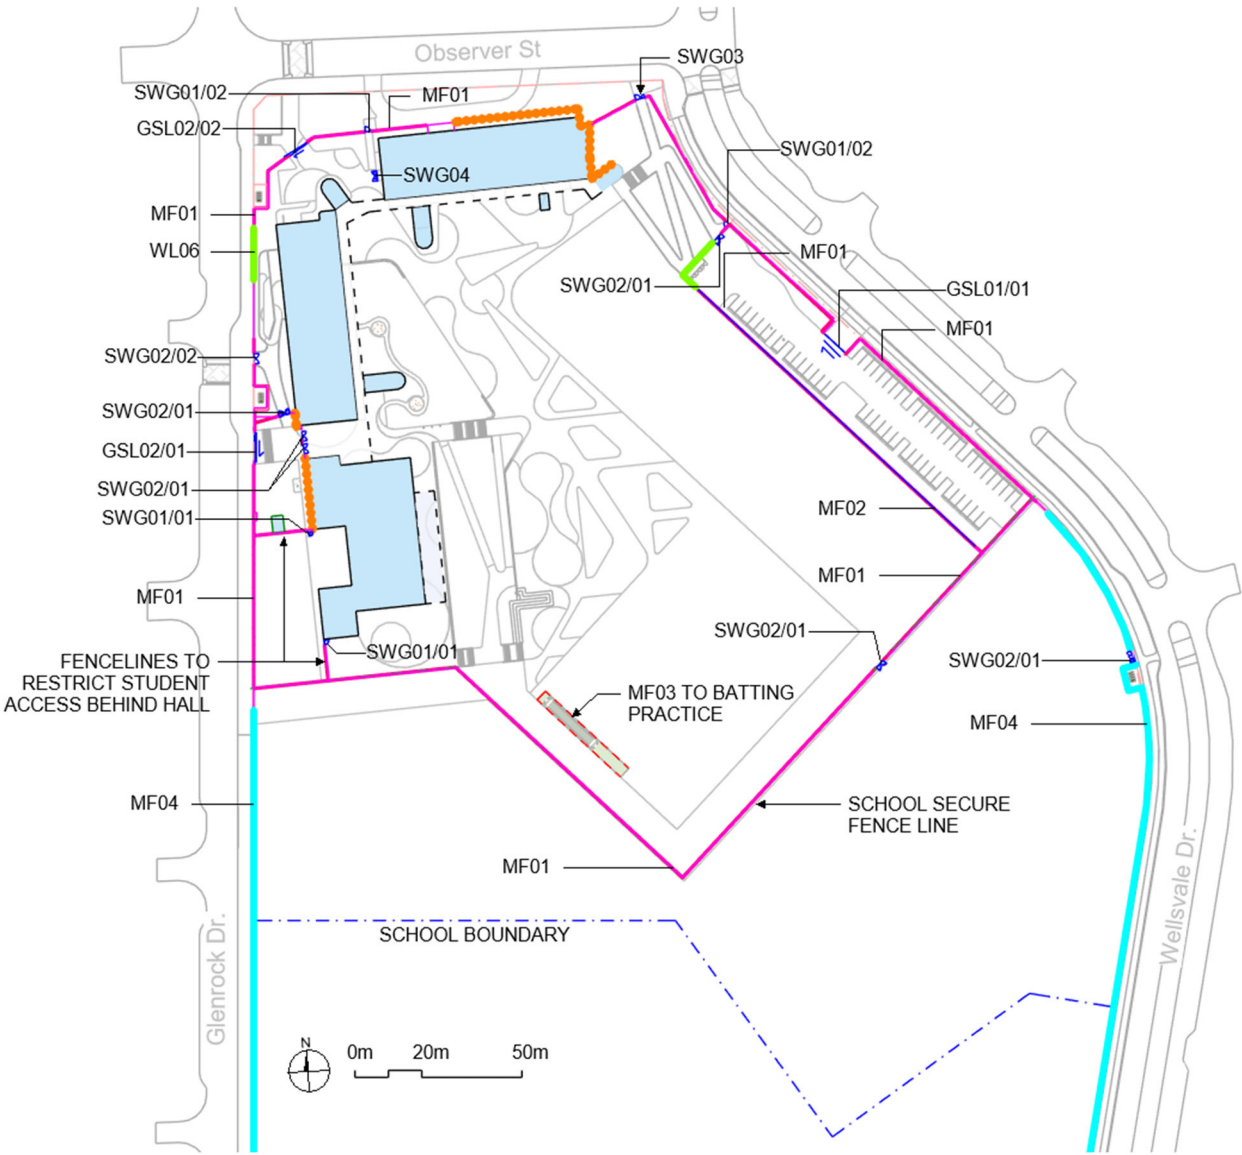 Observer St
SWG03
SWG01/02
MF01
GSL02/02
SWG01/02
SWG04
MF01
WL06
MF01
SWG02/01
GSL01/01
MF01
SWG02/02
SWG02/01
GSL02/01
SWG02/01
MF02
SWG01/01
MF01
MF01
SWG02/01
SWG01/01
SWG02/01
FENCELINES TO
RESTRICT STUDENT
ACCESS BEHIND HALL
MF03 TO BATTING
PRACTICE
MF04
MF04
SCHOOL SECURE
FENCE LINE
MF01
Wellsvale Dr.
SCHOOL BOUNDARY
Glenrock Dr.
N
0m 20m 50m